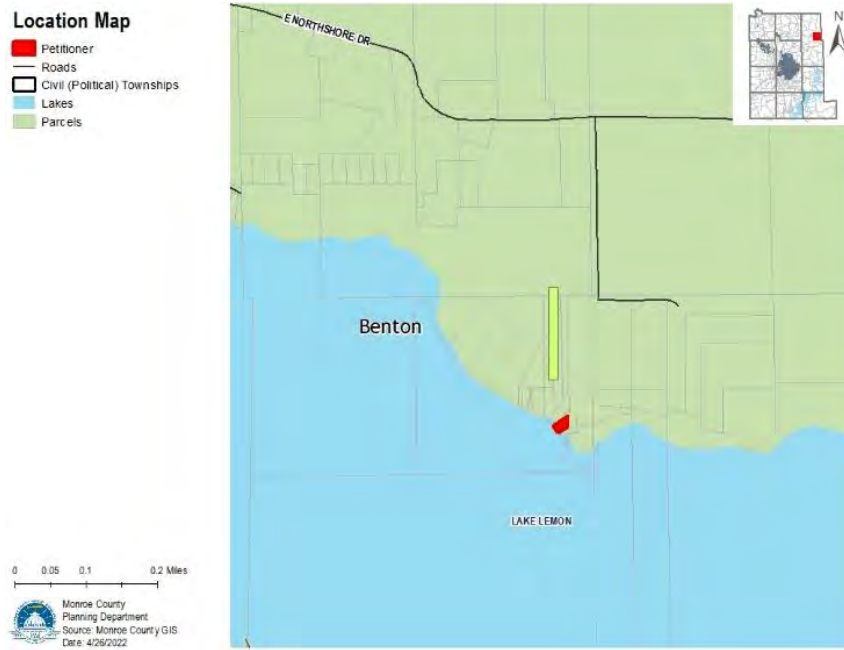 Location Map
Petitioner
Roads
Civil (Political) Townships
Lakes
Parcels
E NORTHSHORE DR
N
Benton
LAKE LEMON
0 0.05 0.1 0.2 Miles
Monroe County
Planning Department
Source: Monroe County GIS
Date: 4/26/2022